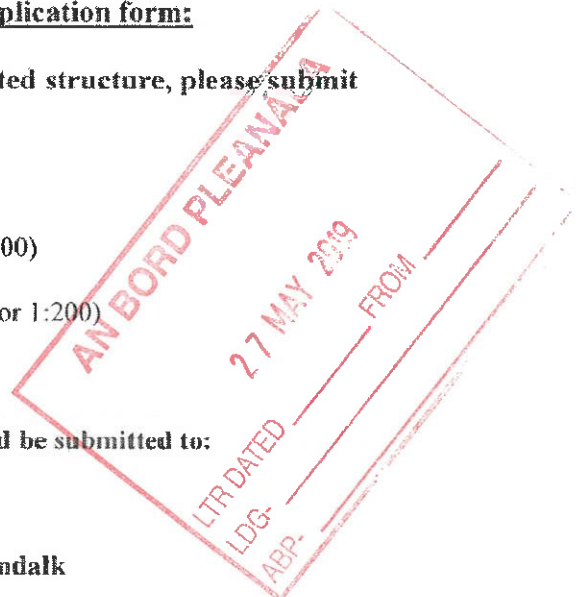 plication form:
ted structure, please submit
00)
or 1:200)
l be submitted to:
ndalk
AN BORD PLEANALA
27 MAY 2019
LTR DATED FROM
LDG-
ABP-